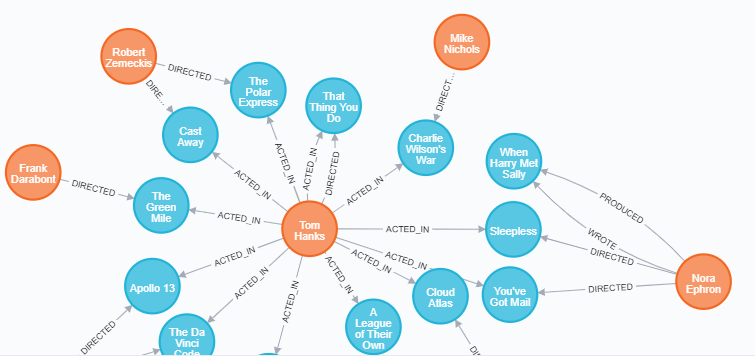 Mike
Nichols
Robert
Zemeckis
DIRECTED
DIRE...
The
Polar
Express
That
Thing You
Do
DIRECT...
Cast
Away
Charlie
Wilson's
War
When
Harry Met
Sally
Frank
Darabont
DIRECTED
ACTED_IN
ACTED_IN
ACTED_IN
DIRECTED
ACTED_IN
The
Green
Mile
ACTED_IN
Tom
Hanks
ACTED_IN
Sleepless
PRODUCED
WROTE
DIRECTED
ACTED_IN
ACTED_IN
ACTED_IN
ACTED_IN
ACTED_IN
ACTED_IN
Apollo 13
Cloud
Atlas
You've
Got Mail
DIRECTED
Nora
Ephron
A
League
of Their
Own
DIRECTED
The Da
Vinci
Code